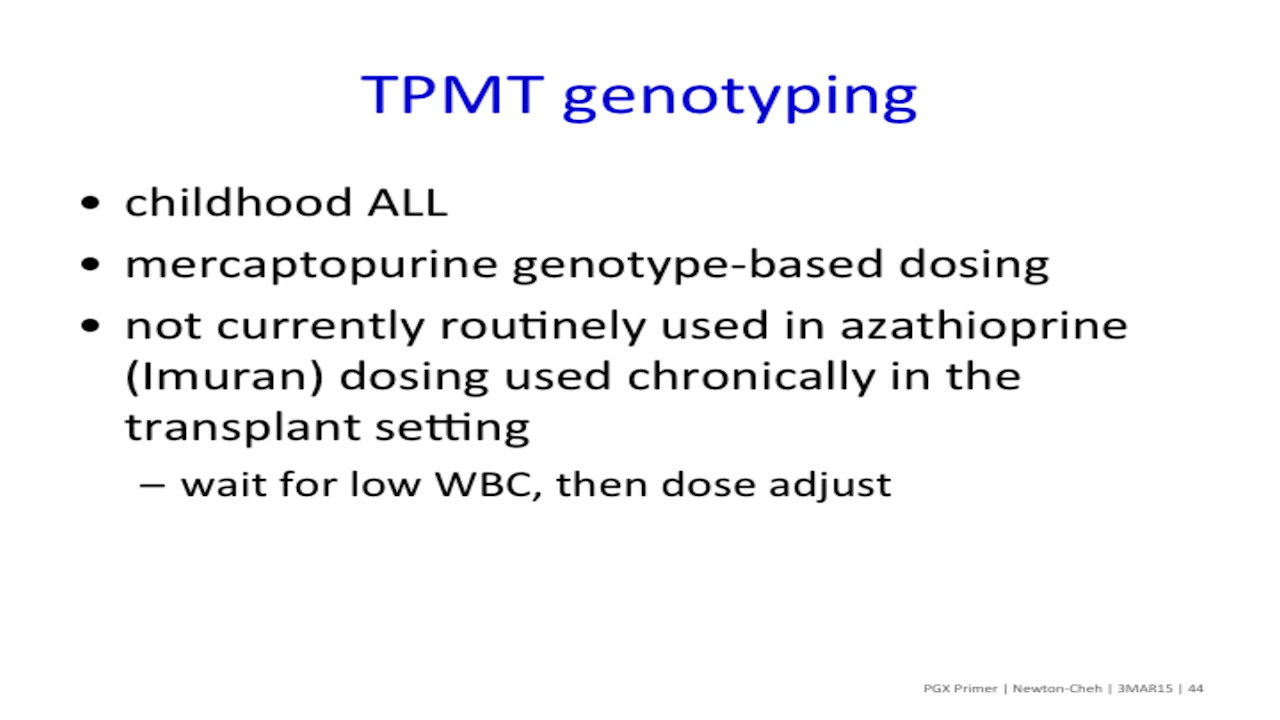 TPMT genotyping
• childhood ALL
• mercaptopurine genotype-based dosing
• not currently routinely used in azathioprine
(Imuran) dosing used chronically in the
transplant setting
– wait for low WBC, then dose adjust
PGX Primer | Newton-Cheh | 3MAR15 | 44